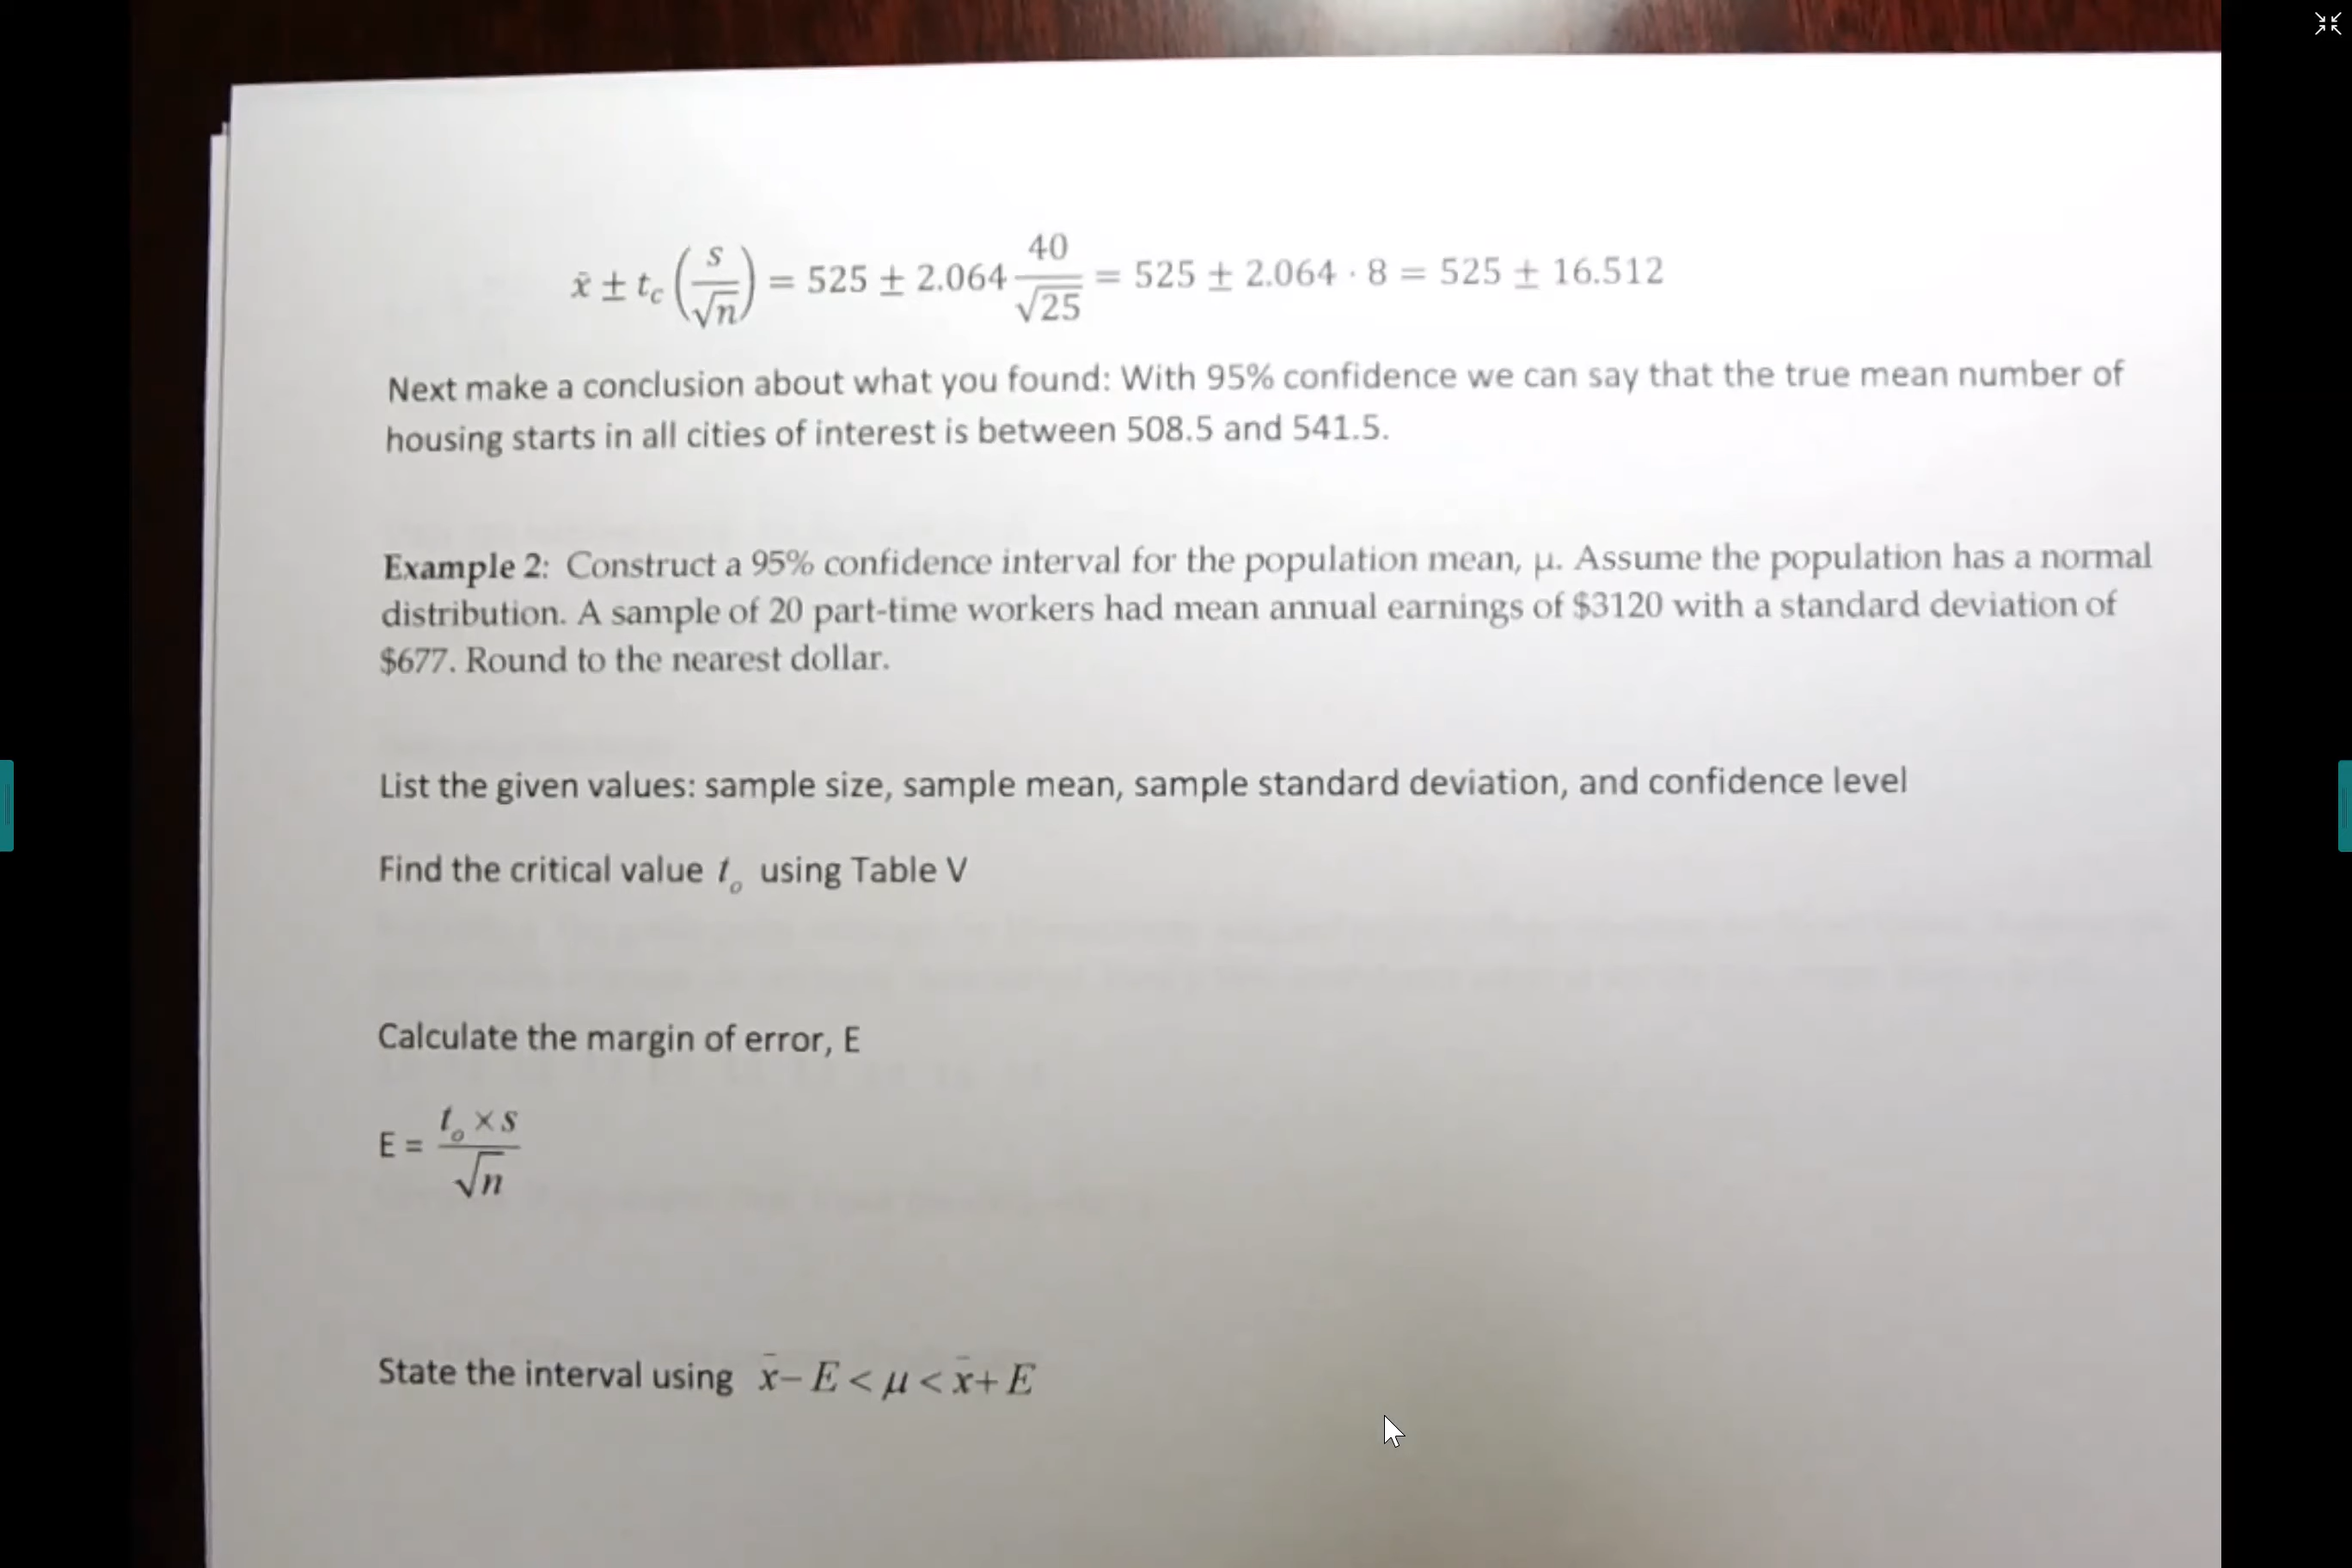 x̄ ± t_c (s/√n) = 525 ± 2.064 40/√25 = 525 ± 2.064 · 8 = 525 ± 16.512
Next make a conclusion about what you found: With 95% confidence we can say that the true mean number of
housing starts in all cities of interest is between 508.5 and 541.5.
Example 2: Construct a 95% confidence interval for the population mean, μ. Assume the population has a normal
distribution. A sample of 20 part-time workers had mean annual earnings of $3120 with a standard deviation of
$677. Round to the nearest dollar.
List the given values: sample size, sample mean, sample standard deviation, and confidence level
Find the critical value t_o using Table V
Calculate the margin of error, E
E = t_o × s / √n
State the interval using x̄ − E < μ < x̄ + E